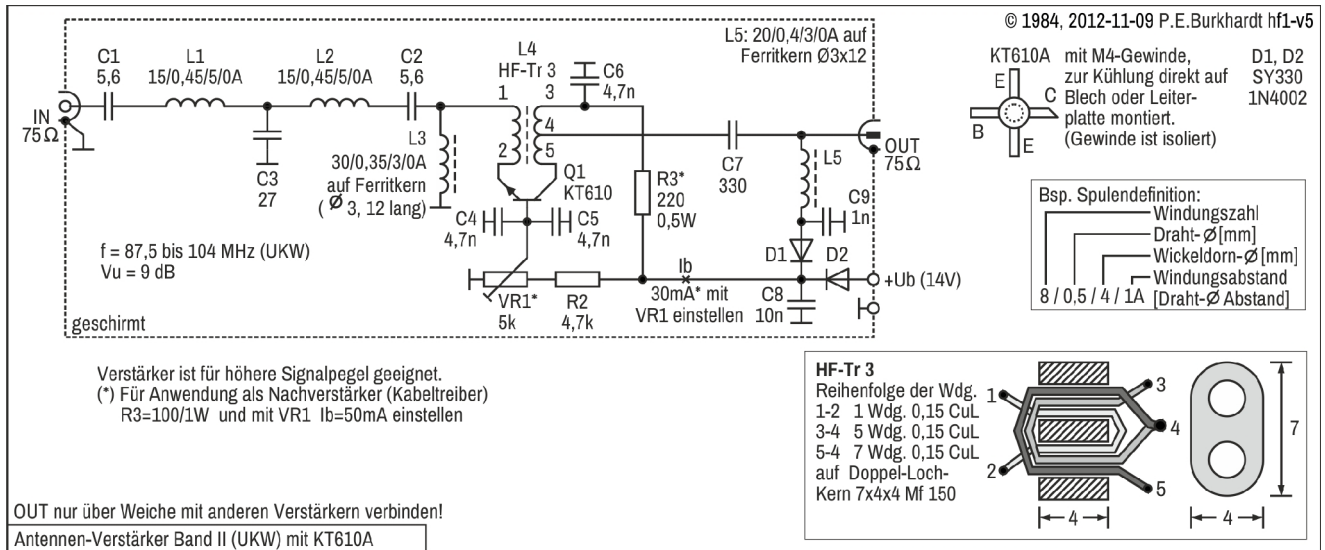 © 1984, 2012-11-09 P.E.Burkhardt hf1-v5
L5: 20/0,4/3/0A auf
Ferritkern Ø3x12
C1
5,6
L1
15/0,45/5/0A
L2
15/0,45/5/0A
C2
5,6
L4
HF-Tr 3
1
3
C6
4,7n
IN
75Ω
4
2
5
C3
27
L3
30/0,35/3/0A
auf Ferritkern
( Ø 3, 12 lang)
Q1
KT610
R3*
220
0,5W
C7
330
L5
OUT
75Ω
C9
1n
C4
4,7n
C5
4,7n
D1
D2
f = 87,5 bis 104 MHz (UKW)
Vu = 9 dB
VR1*
5k
R2
4,7k
Ib
30mA* mit
VR1 einstellen
C8
10n
+Ub (14V)
geschirmt
KT610A
mit M4-Gewinde,
zur Kühlung direkt auf
Blech oder Leiter-
platte montiert.
(Gewinde ist isoliert)
E
C
B
E
D1, D2
SY330
1N4002
Bsp. Spulendefinition:
Windungszahl
Draht-Ø[mm]
Wickeldorn-Ø[mm]
Windungsabstand
8 / 0,5 / 4 / 1A [Draht-Ø Abstand]
Verstärker ist für höhere Signalpegel geeignet.
(*) Für Anwendung als Nachverstärker (Kabeltreiber)
R3=100/1W und mit VR1 Ib=50mA einstellen
HF-Tr 3
Reihenfolge der Wdg.
1-2 1 Wdg. 0,15 CuL
3-4 5 Wdg. 0,15 CuL
5-4 7 Wdg. 0,15 CuL
auf Doppel-Loch-
Kern 7x4x4 Mf 150
1
3
4
2
5
7
4
4
OUT nur über Weiche mit anderen Verstärkern verbinden!
Antennen-Verstärker Band II (UKW) mit KT610A